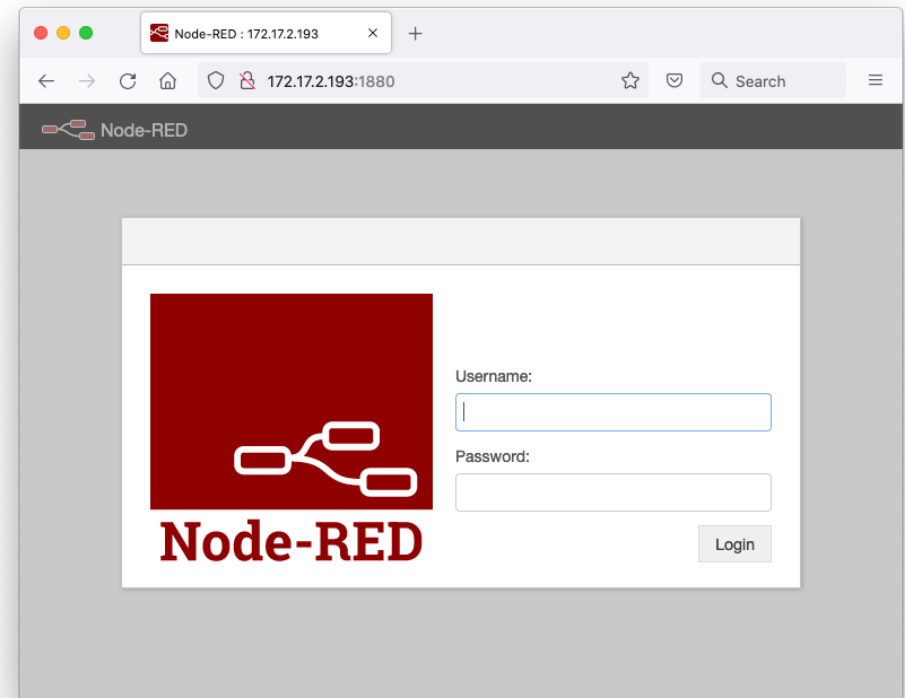 Node-RED : 172.17.2.193
172.17.2.193:1880
Search
Node-RED
Username:
Password:
Node-RED
Login